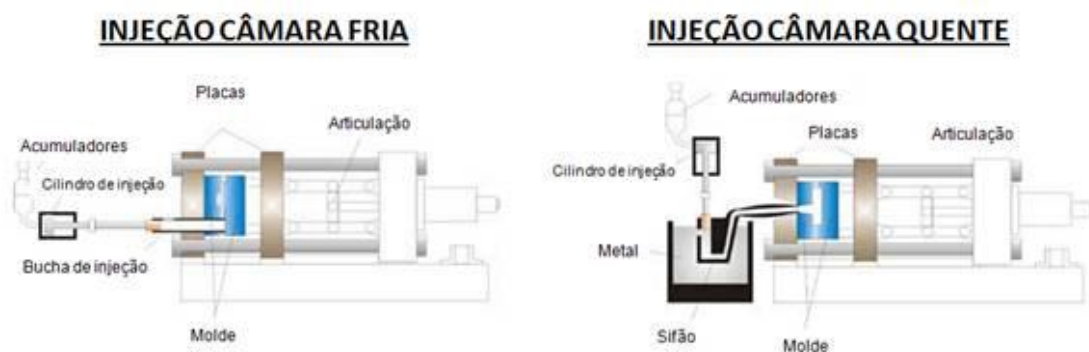 INJEÇÃO CÂMARA FRIA
Placas
Articulação
Acumuladores
Cilindro de injeção
Bucha de injeção
Molde
INJEÇÃO CÂMARA QUENTE
Acumuladores
Placas
Articulação
Cilindro de injeção
Metal
Sifão
Molde